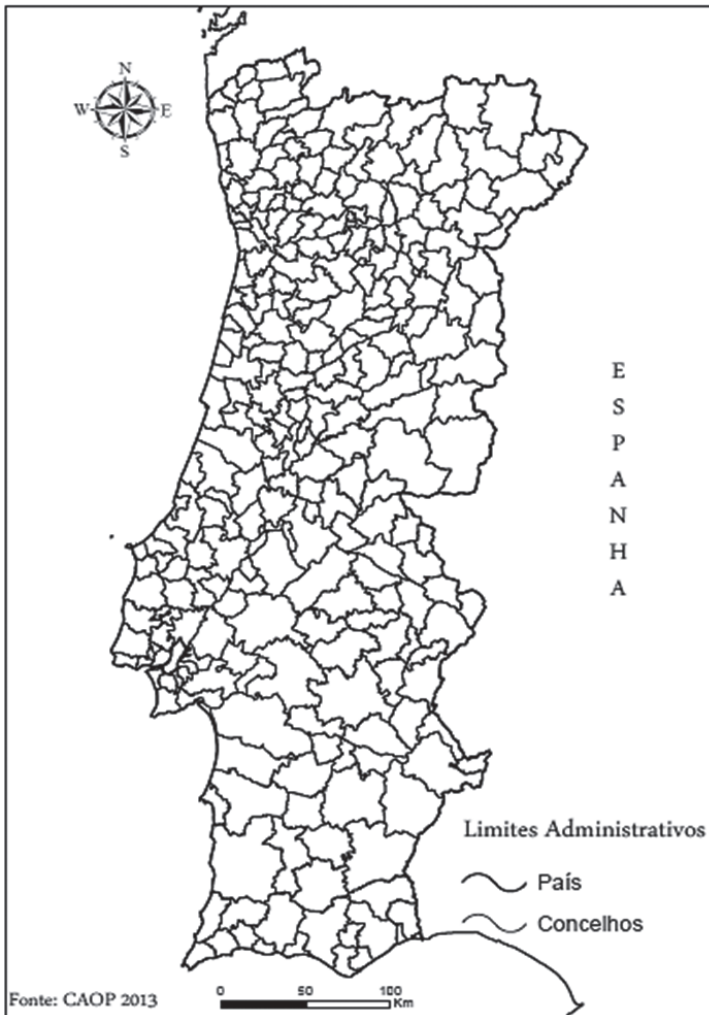 N
W E
S
E
S
P
A
N
H
A
Limites Administrativos
País
Concelhos
Fonte: CAOP 2013
0 50 100
Km